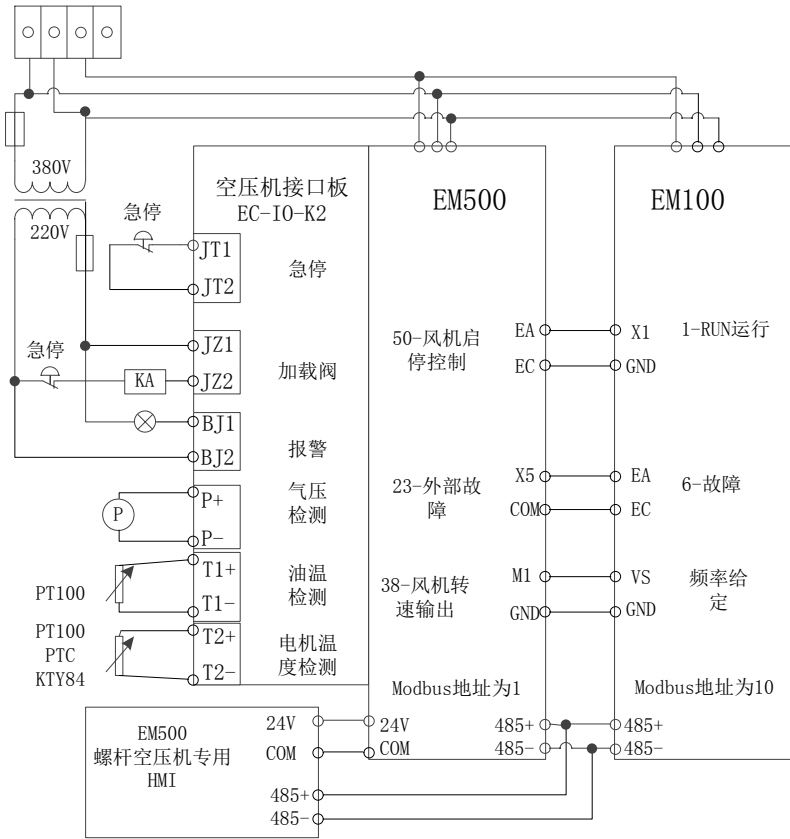 380V
220V
急停
空压机接口板
EC-IO-K2
JT1
JT2
急停
急停
JZ1
JZ2
KA
加载阀
BJ1
BJ2
报警
P
P+
P-
气压
检测
PT100
T1+
T1-
油温
检测
PT100
PTC
KTY84
T2+
T2-
电机温
度检测
EM500
50-风机启
停控制
EA
EC
23-外部故
障
X5
COM
38-风机转
速输出
M1
GND
Modbus地址为1
24V
COM
485+
485-
EM100
X1
GND
1-RUN运行
EA
EC
6-故障
VS
GND
频率给
定
Modbus地址为10
485+
485-
EM500
螺杆空压机专用
HMI
24V
COM
485+
485-